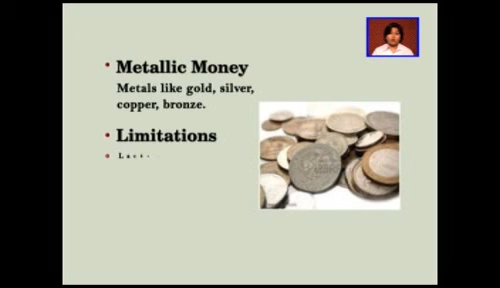 Metallic Money
Metals like gold, silver,
copper, bronze.
Limitations